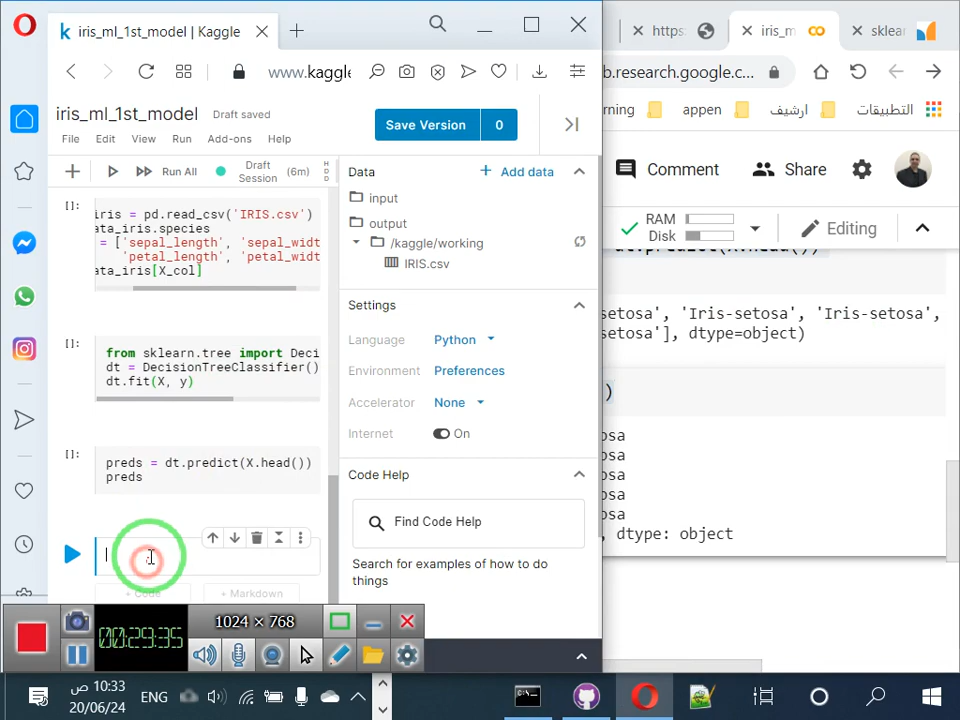 iris_ml_1st_model | Kaggle
https:
iris_m
sklear
www.kaggle
b.research.google.c...
rning
appen
ارشيف
التطبيقات
iris_ml_1st_model
Draft saved
Save Version
0
File
Edit
View
Run
Add-ons
Help
Comment
Share
Run All
Draft
Session
(6m)
Data
Add data
RAM
Disk
Editing
input
output
/kaggle/working
IRIS.csv
[]:
iris = pd.read_csv('IRIS.csv')
ata_iris.species
= ['sepal_length', 'sepal_widt
'petal_length', 'petal_widt
ata_iris[X_col]
dt.predict(X.head())
setosa', 'Iris-setosa', 'Iris-setosa',
setosa'], dtype=object)
Settings
Language
Python
Environment
Preferences
Accelerator
None
Internet
On
[]:
from sklearn.tree import Deci
dt = DecisionTreeClassifier()
dt.fit(X, y)
)
osa
osa
osa
osa
osa
, dtype: object
[]:
preds = dt.predict(X.head())
preds
Code Help
Find Code Help
Search for examples of how to do
things
+ Code
+ Markdown
00:29:35
1024 × 768
10:33 ص
20/06/24
ENG